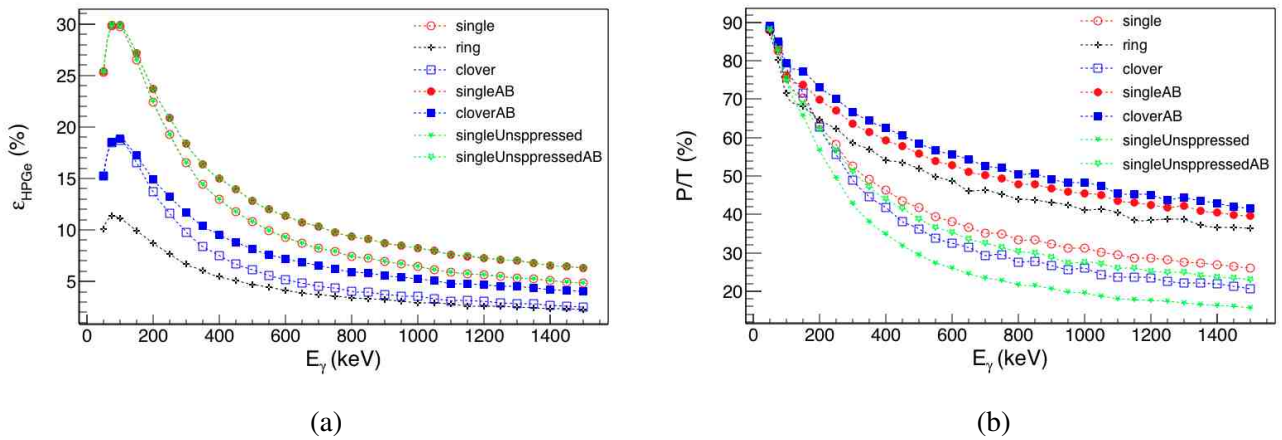 ε_HPGe (%)
30
25
20
15
10
5
0 200 400 600 800 1000 1200 1400
E_γ (keV)
single
ring
clover
singleAB
cloverAB
singleUnsppressed
singleUnsppressedAB
(a)
P/T (%)
90
80
70
60
50
40
30
20
0 200 400 600 800 1000 1200 1400
E_γ (keV)
single
ring
clover
singleAB
cloverAB
singleUnsppressed
singleUnsppressedAB
(b)